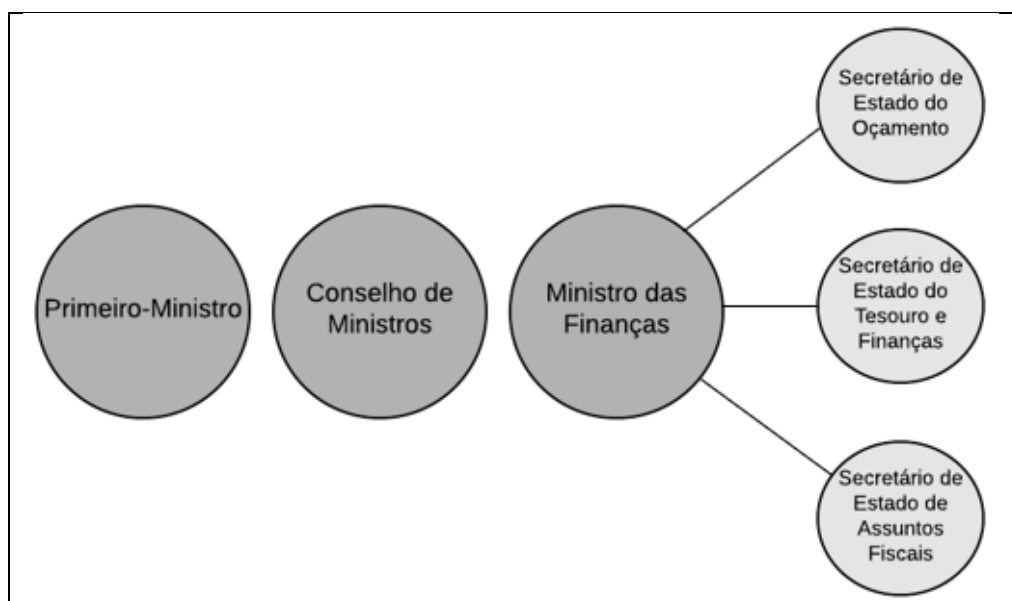 Primeiro-Ministro
Conselho de
Ministros
Ministro das
Finanças
Secretário de
Estado do
Oçamento
Secretário de
Estado do
Tesouro e
Finanças
Secretário de
Estado de
Assuntos
Fiscais